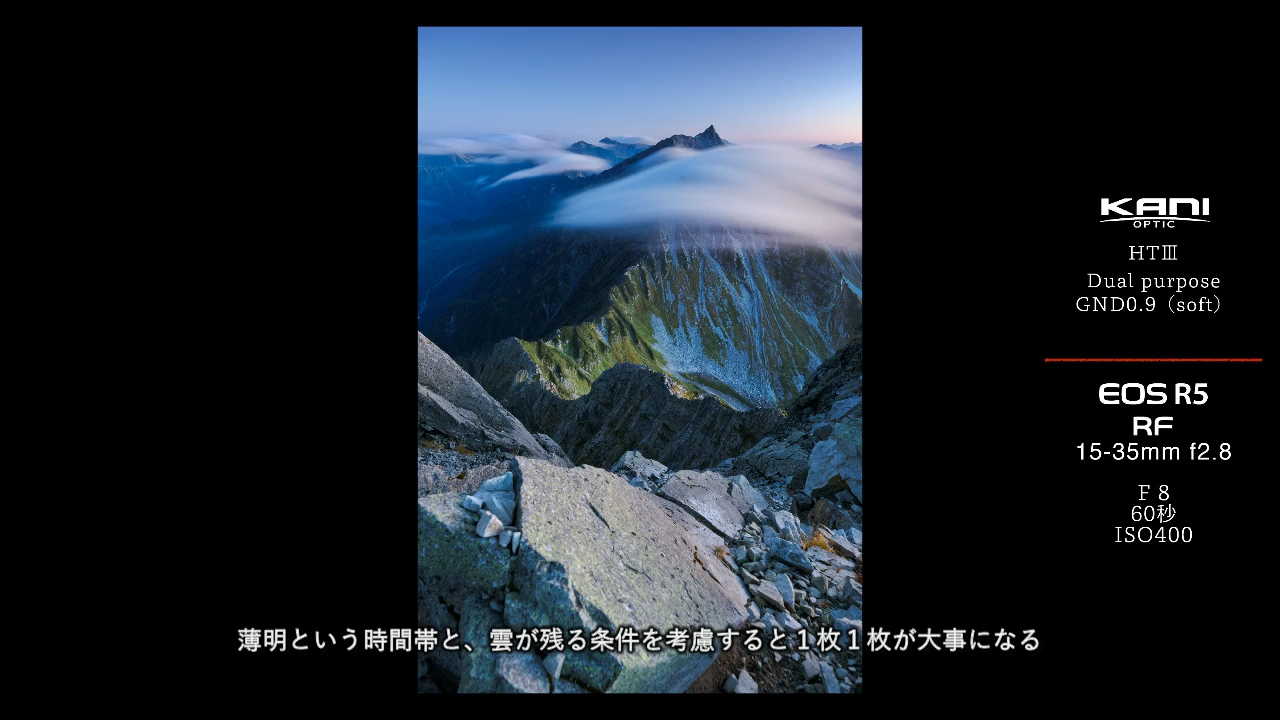 KANI
OPTIC
HTⅢ
Dual purpose
GND0.9（soft）
EOS R5
RF
15-35mm f2.8
F 8
60秒
ISO400
薄明という時間帯と、雲が残る条件を考慮すると１枚１枚が大事になる